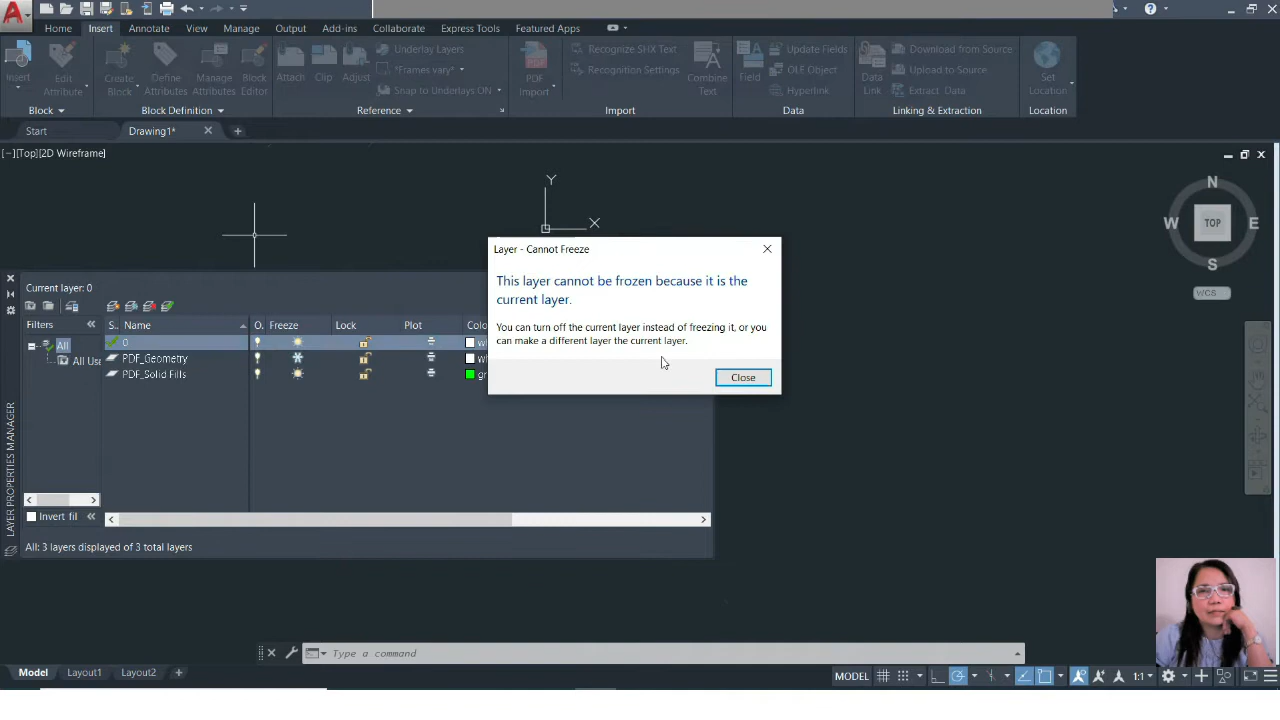 A
Home Insert Annotate View Manage Output Add-ins Collaborate Express Tools Featured Apps
Insert
Edit Attribute
Create Block
Define Attributes
Manage Attributes
Block Editor
Attach
Clip
Adjust
Underlay Layers
*Frames vary*
Snap to Underlays ON
PDF Import
Recognize SHX Text
Recognition Settings
Combine Text
Field
Update Fields
OLE Object
Hyperlink
Data Link
Download from Source
Upload to Source
Extract Data
Set Location
Block Block Definition Reference Import Data Linking & Extraction Location
Start Drawing1*
[−][Top][2D Wireframe]
Y
X
N
W TOP E
S
WCS
Layer - Cannot Freeze
This layer cannot be frozen because it is the
current layer.
You can turn off the current layer instead of freezing it, or you
can make a different layer the current layer.
Close
Current layer: 0
Filters
S.. Name O. Freeze Lock Plot Colo
All
All Use
0 wh
PDF_Geometry wh
PDF_Solid Fills gr
Invert fil
All: 3 layers displayed of 3 total layers
LAYER PROPERTIES MANAGER
Type a command
Model Layout1 Layout2
MODEL 1:1